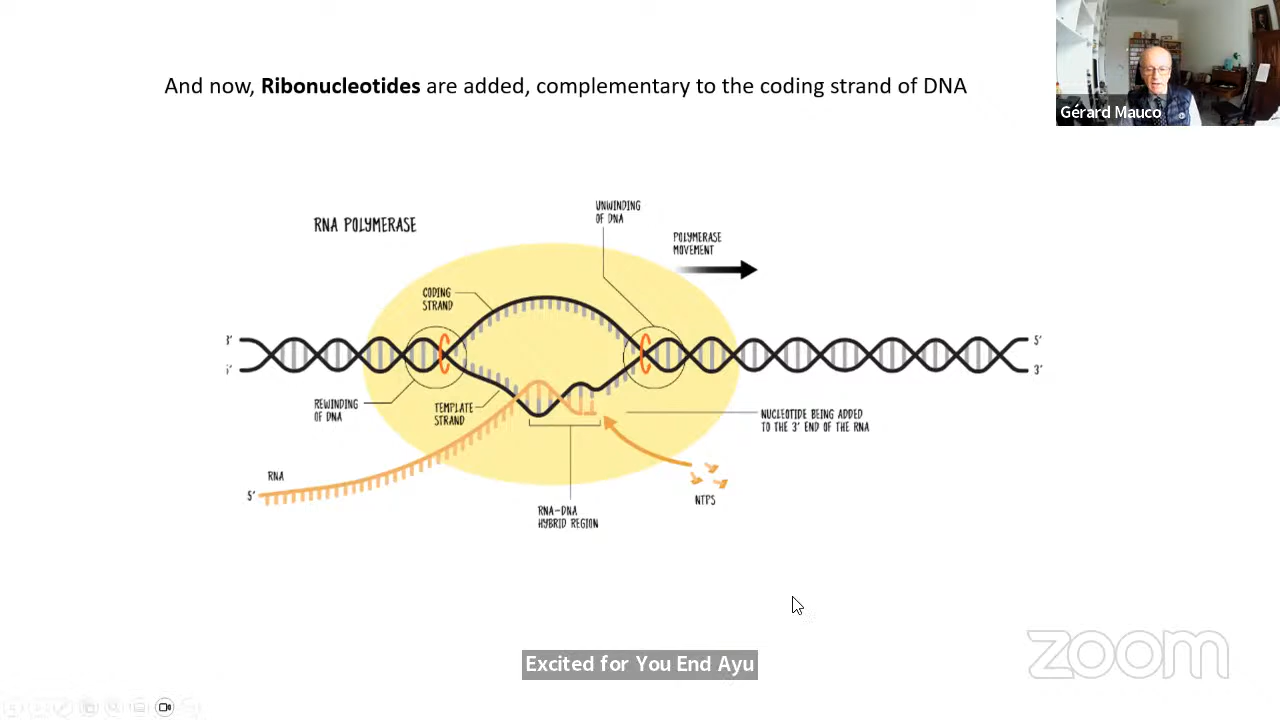 And now, Ribonucleotides are added, complementary to the coding strand of DNA
Gérard Mauco
RNA POLYMERASE
UNWINDING
OF DNA
POLYMERASE
MOVEMENT
CODING
STRAND
3'
5'
3'
REWINDING
OF DNA
TEMPLATE
STRAND
NUCLEOTIDE BEING ADDED
TO THE 3' END OF THE RNA
RNA
5'
NTPS
RNA-DNA
HYBRID REGION
zoom
Excited for You End Ayu